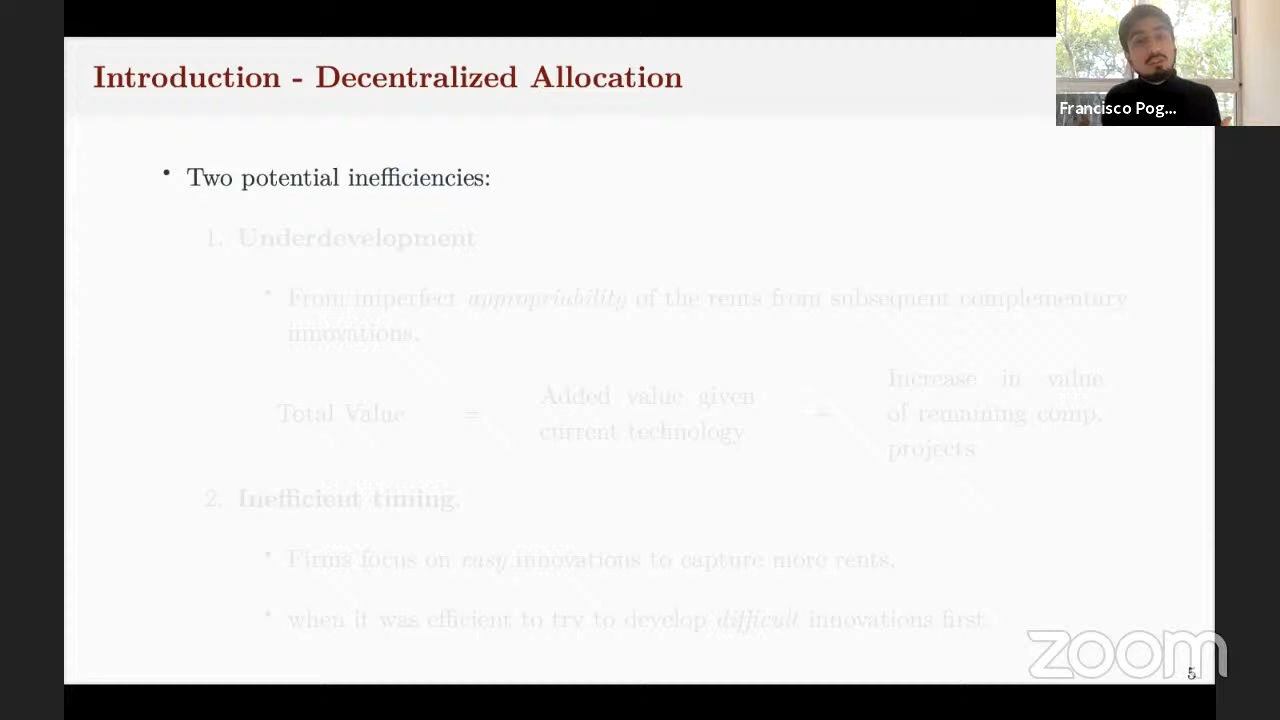 Introduction - Decentralized Allocation
Francisco Pog...
• Two potential inefficiencies:
1. Underdevelopment
• From imperfect appropriability of the rents from subsequent complementary
innovations.
Total Value = Added value given current technology + Increase in value of remaining comp. projects
2. Inefficient timing.
• Firms focus on easy innovations to capture more rents.
• when it was efficient to try to develop difficult innovations first
zoom
5